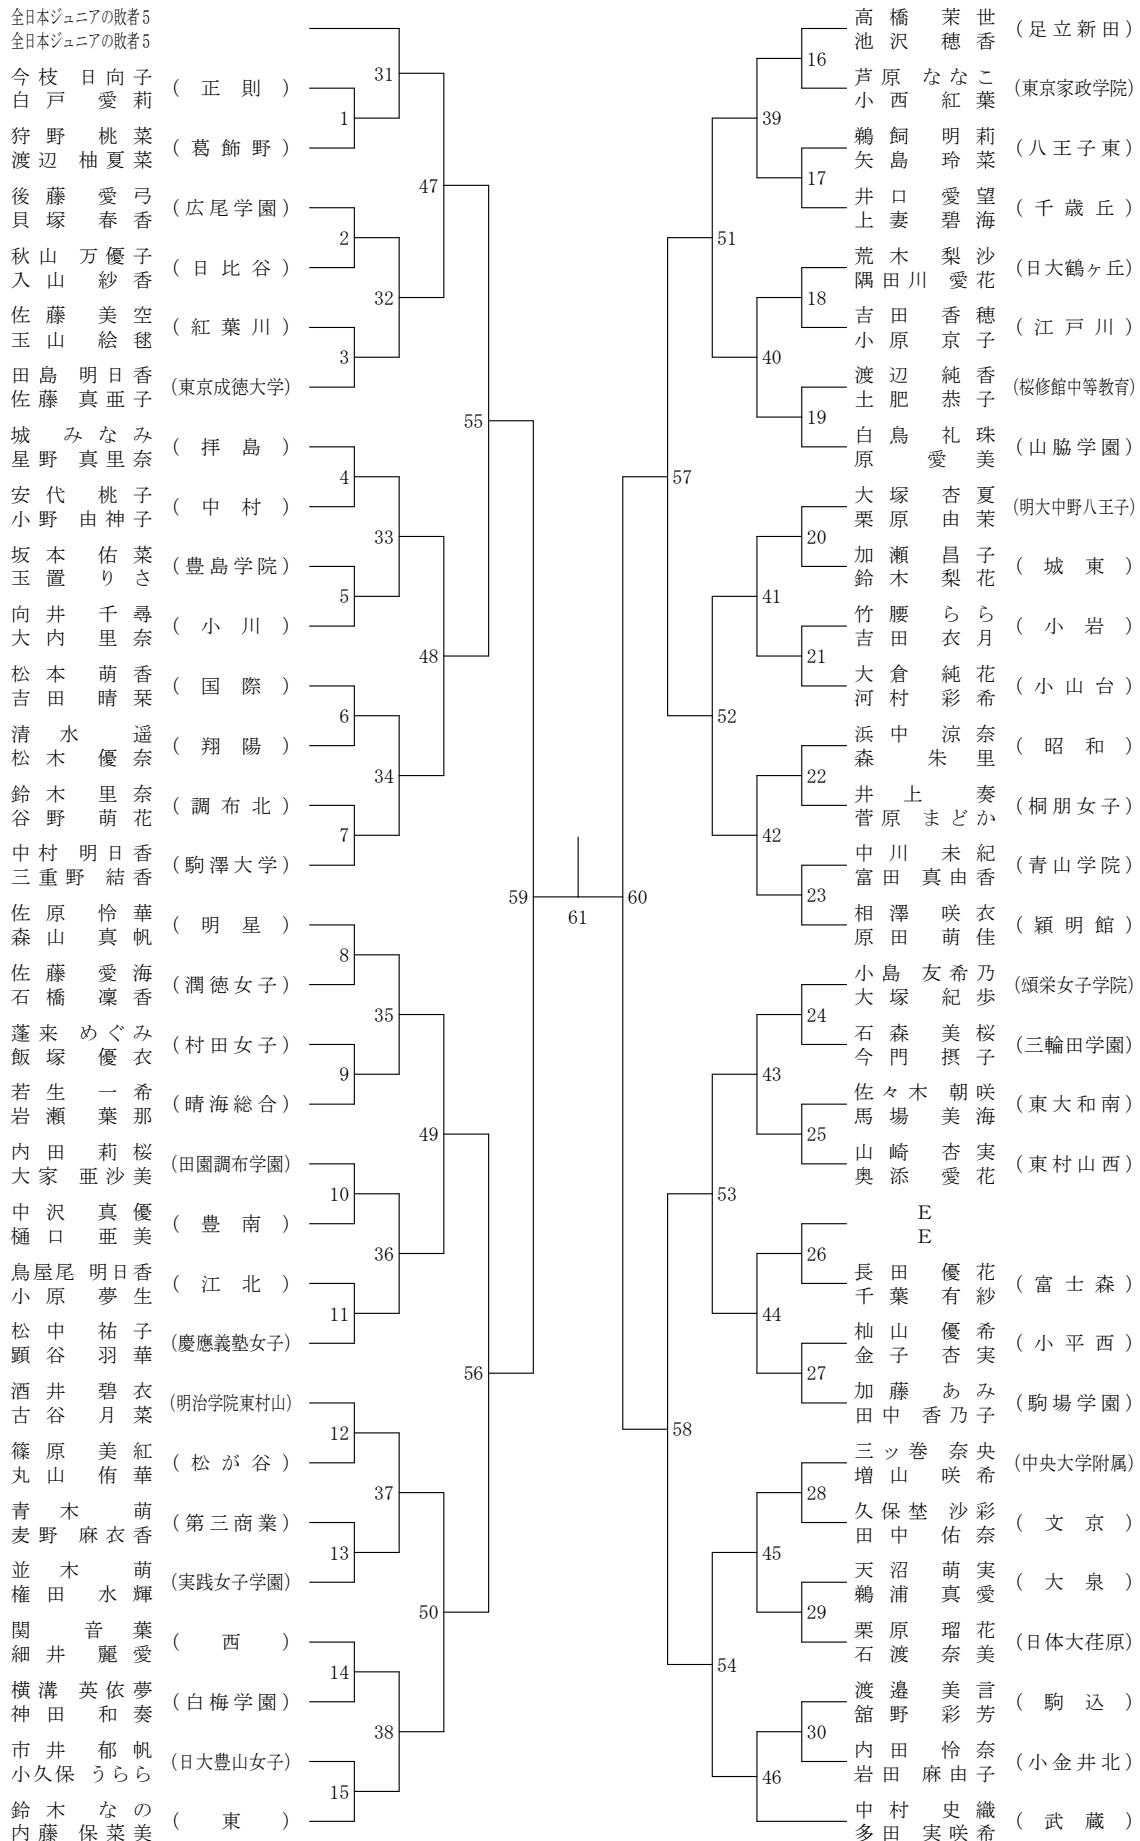 全日本ジュニアの敗者5
全日本ジュニアの敗者5
今枝 日向子
白戸 愛莉
(正則)
狩野 桃菜
渡辺 柚夏菜
(葛飾野)
後藤 愛弓
貝塚 春香
(広尾学園)
秋山 万優子
入山 紗香
(日比谷)
佐藤 美空
玉山 絵毬
(紅葉川)
田島 明日香
佐藤 真亜子
(東京成徳大学)
城 みなみ
星野 真里奈
(拝島)
安代 桃子
小野 由神子
(中村)
坂本 佑菜
玉置 りさ
(豊島学院)
向井 千尋
大内 里奈
(小川)
松本 萌香
吉田 晴栞
(国際)
清水 遥
松木 優奈
(翔陽)
鈴木 里奈
谷野 萌花
(調布北)
中村 明日香
三重野 結香
(駒澤大学)
佐原 怜華
森山 真帆
(明星)
佐藤 愛海
石橋 凜香
(潤徳女子)
蓬来 めぐみ
飯塚 優衣
(村田女子)
若生 一希
岩瀬 葉那
(晴海総合)
内田 莉桜
大家 亜沙美
(田園調布学園)
中沢 真優
樋口 亜美
(豊南)
鳥屋尾 明日香
小原 夢生
(江北)
松中 祐子
顕谷 羽華
(慶應義塾女子)
酒井 碧衣
古谷 月菜
(明治学院東村山)
篠原 美紅
丸山 侑華
(松が谷)
青木 萌
麦野 麻衣香
(第三商業)
並木 萌
権田 水輝
(実践女子学園)
関 音葉
細井 麗愛
(西)
横溝 英依夢
神田 和奏
(白梅学園)
市井 郁帆
小久保 うらら
(日大豊山女子)
鈴木 なの
内藤 保菜美
(東)
1
2
3
4
5
6
7
8
9
10
11
12
13
14
15
31
32
33
34
35
36
37
38
47
48
49
50
55
56
59
61
60
57
58
51
52
53
54
39
40
41
42
43
44
45
46
16
17
18
19
20
21
22
23
24
25
26
27
28
29
30
高橋 茉世
池沢 穂香
(足立新田)
芦原 ななこ
小西 紅葉
(東京家政学院)
鵜飼 明莉
矢島 玲菜
(八王子東)
井口 愛望
上妻 碧海
(千歳丘)
荒木 梨沙
隅田川 愛花
(日大鶴ヶ丘)
吉田 香穂
小原 京子
(江戸川)
渡辺 純香
土肥 恭子
(桜修館中等教育)
白鳥 礼珠
原 愛美
(山脇学園)
大塚 杏夏
栗原 由茉
(明大中野八王子)
加瀬 昌子
鈴木 梨花
(城東)
竹腰 らら
吉田 衣月
(小岩)
大倉 純花
河村 彩希
(小山台)
浜中 涼奈
森 朱里
(昭和)
井上 奏
菅原 まどか
(桐朋女子)
中川 未紀
富田 真由香
(青山学院)
相澤 咲衣
原田 萌佳
(穎明館)
小島 友希乃
大塚 紀歩
(頌栄女子学院)
石森 美桜
今門 摂子
(三輪田学園)
佐々木 朝咲
馬場 美海
(東大和南)
山崎 杏実
奥添 愛花
(東村山西)
E
E
長田 優花
千葉 有紗
(富士森)
杣山 優希
金子 杏実
(小平西)
加藤 あみ
田中 香乃子
(駒場学園)
三ッ巻 奈央
増山 咲希
(中央大学附属)
久保埜 沙彩
田中 佑奈
(文京)
天沼 萌実
鵜浦 真愛
(大泉)
栗原 瑠花
石渡 奈美
(日体大荏原)
渡邉 美言
舘野 彩芳
(駒込)
内田 怜奈
岩田 麻由子
(小金井北)
中村 史織
多田 実咲希
(武蔵)